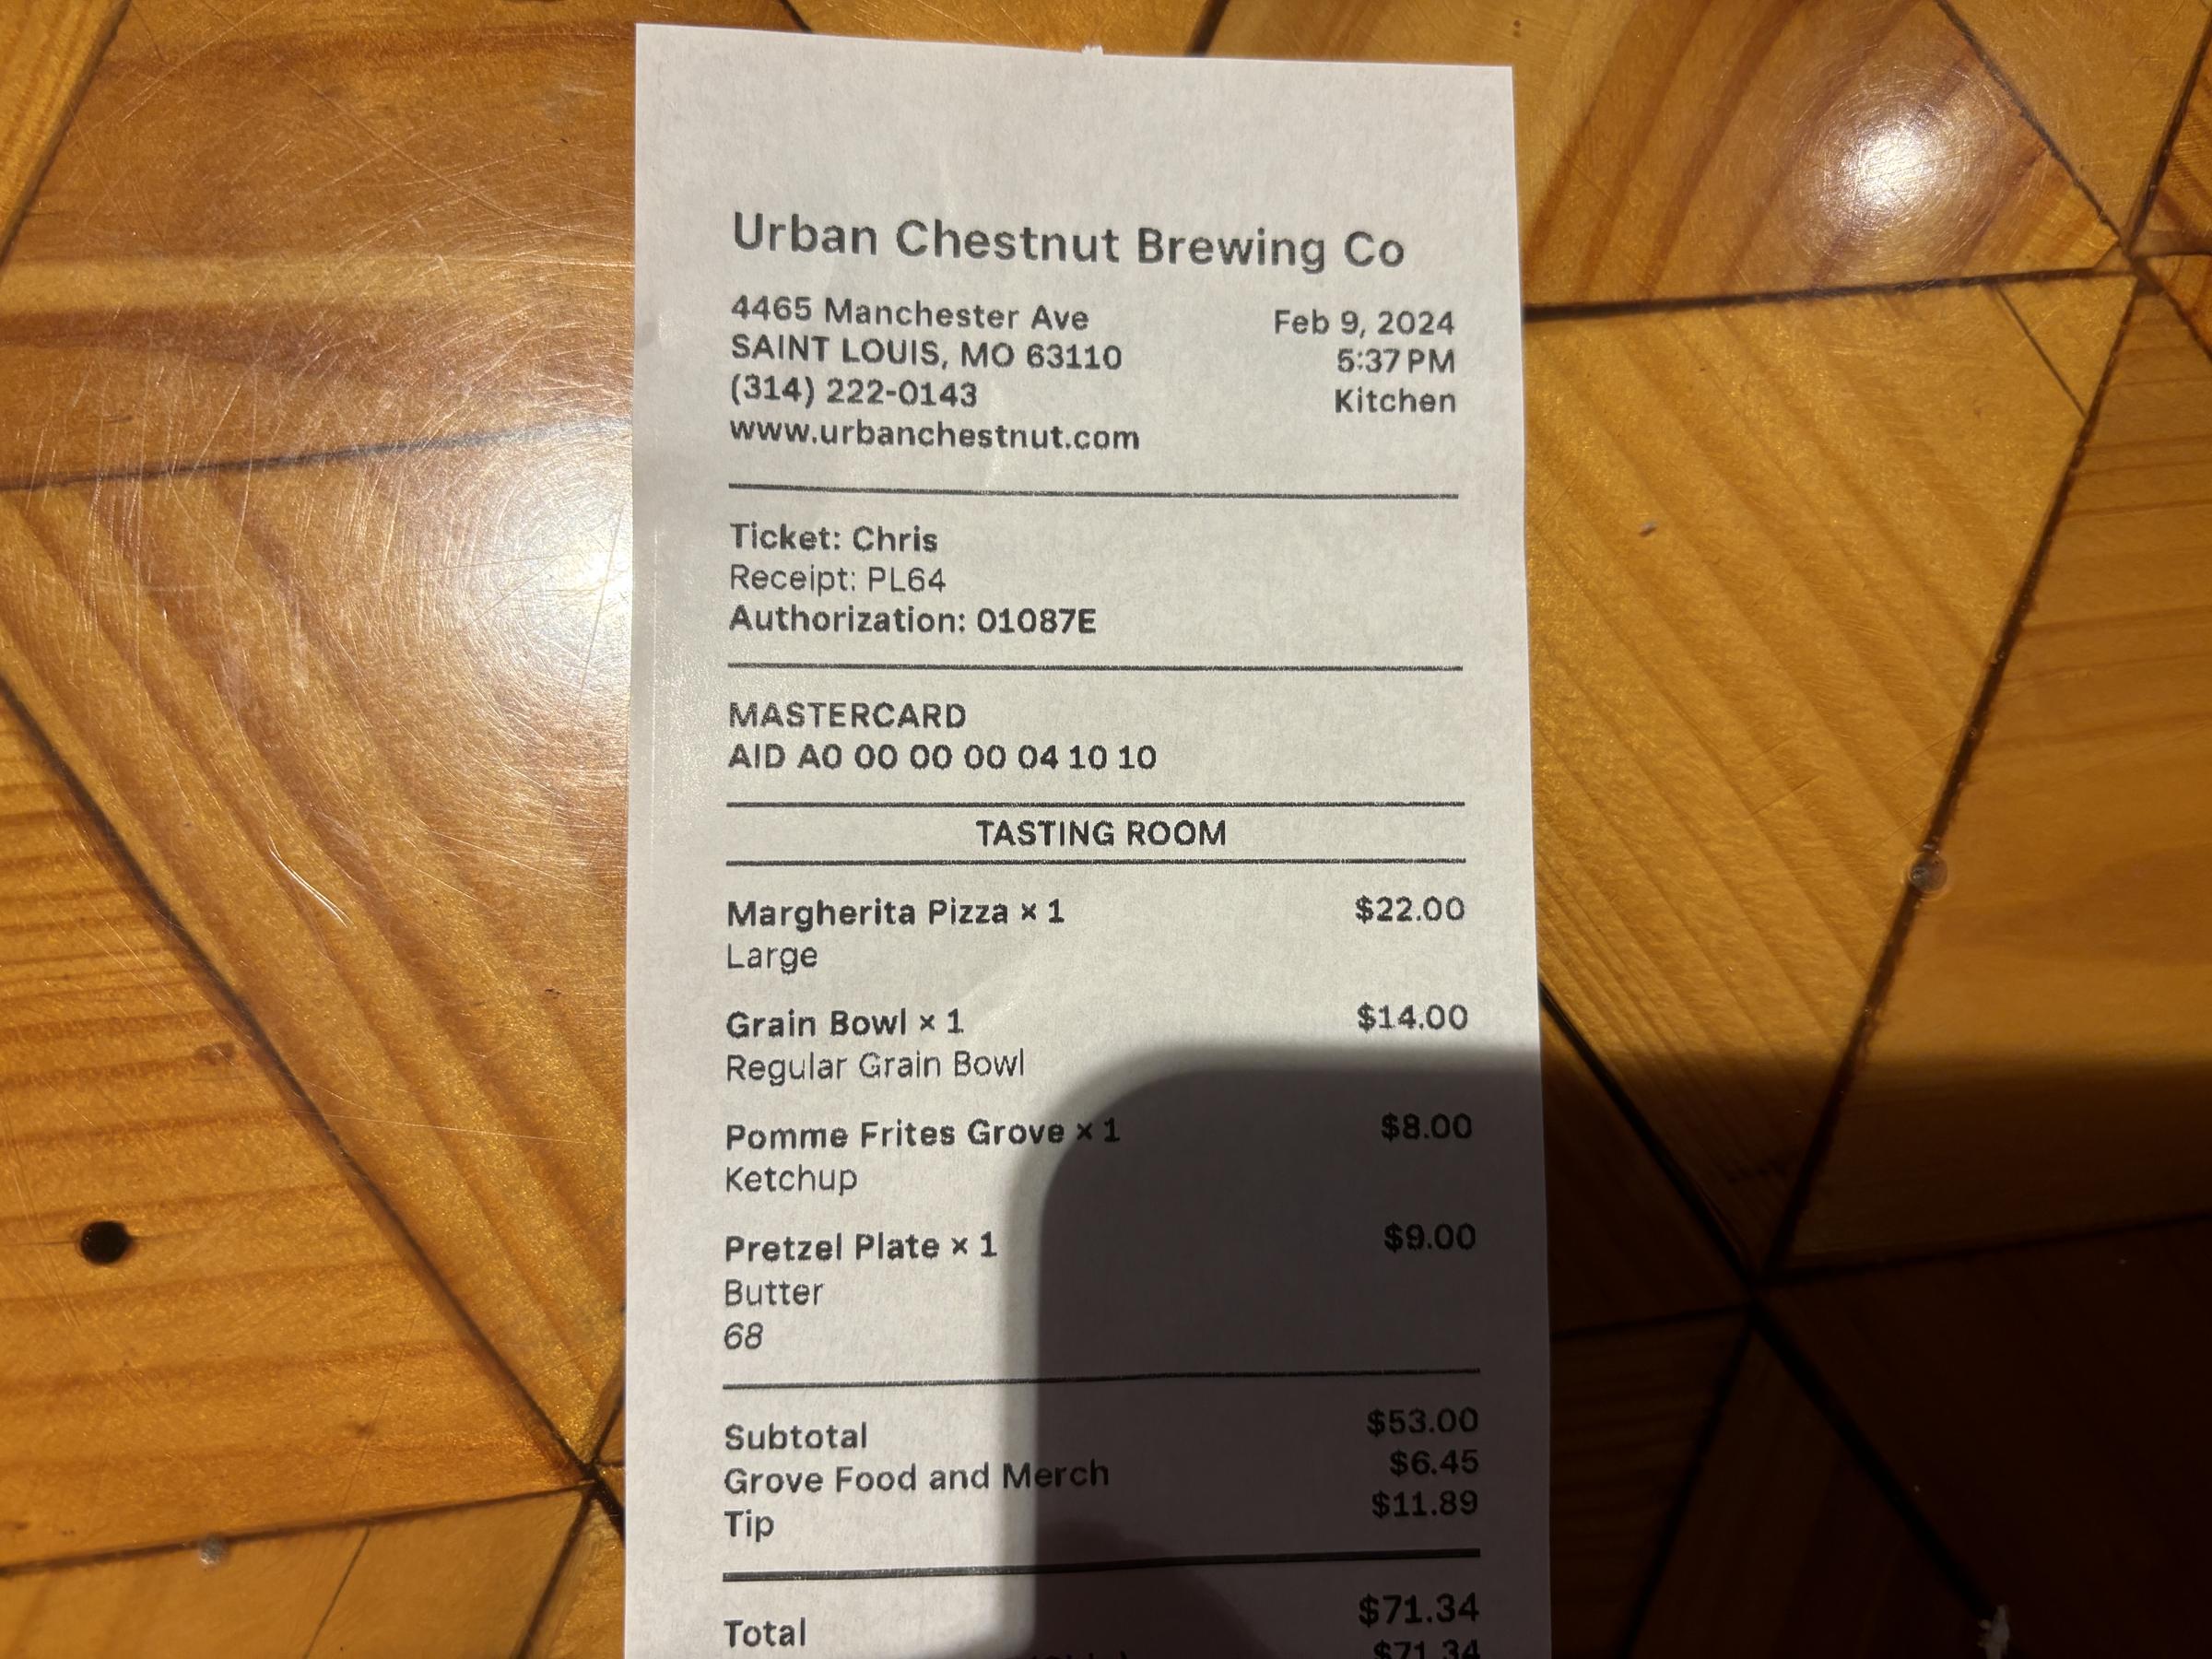 Urban Chestnut Brewing Co
4465 Manchester Ave Feb 9, 2024
SAINT LOUIS, MO 63110 5:37 PM
(314) 222-0143 Kitchen
www.urbanchestnut.com
Ticket: Chris
Receipt: PL64
Authorization: 01087E
MASTERCARD
AID A0 00 00 00 04 10 10
TASTING ROOM
Margherita Pizza × 1 $22.00
Large
Grain Bowl × 1 $14.00
Regular Grain Bowl
Pomme Frites Grove × 1 $8.00
Ketchup
Pretzel Plate × 1 $9.00
Butter
68
Subtotal $53.00
Grove Food and Merch $6.45
Tip $11.89
Total $71.34
$71.34